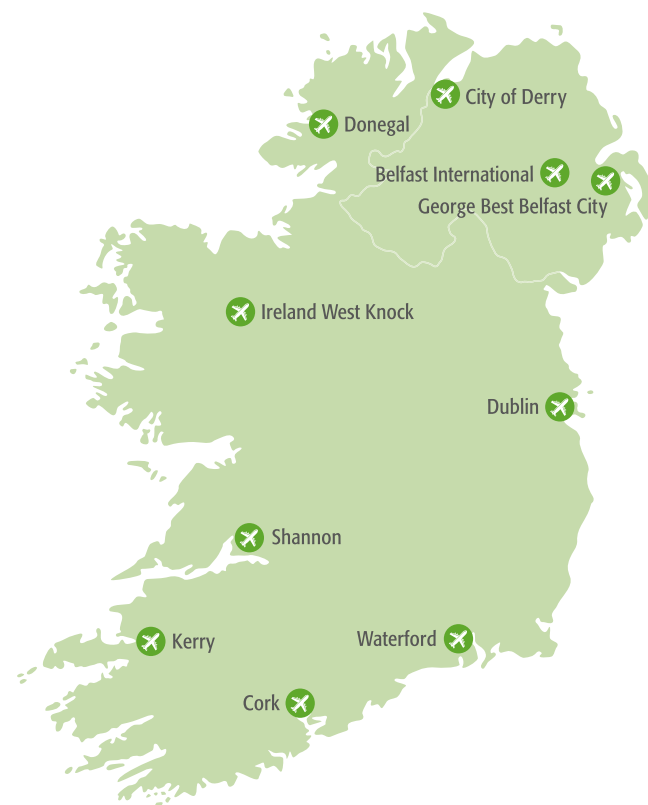 City of Derry
Donegal
Belfast International
George Best Belfast City
Ireland West Knock
Dublin
Shannon
Waterford
Kerry
Cork